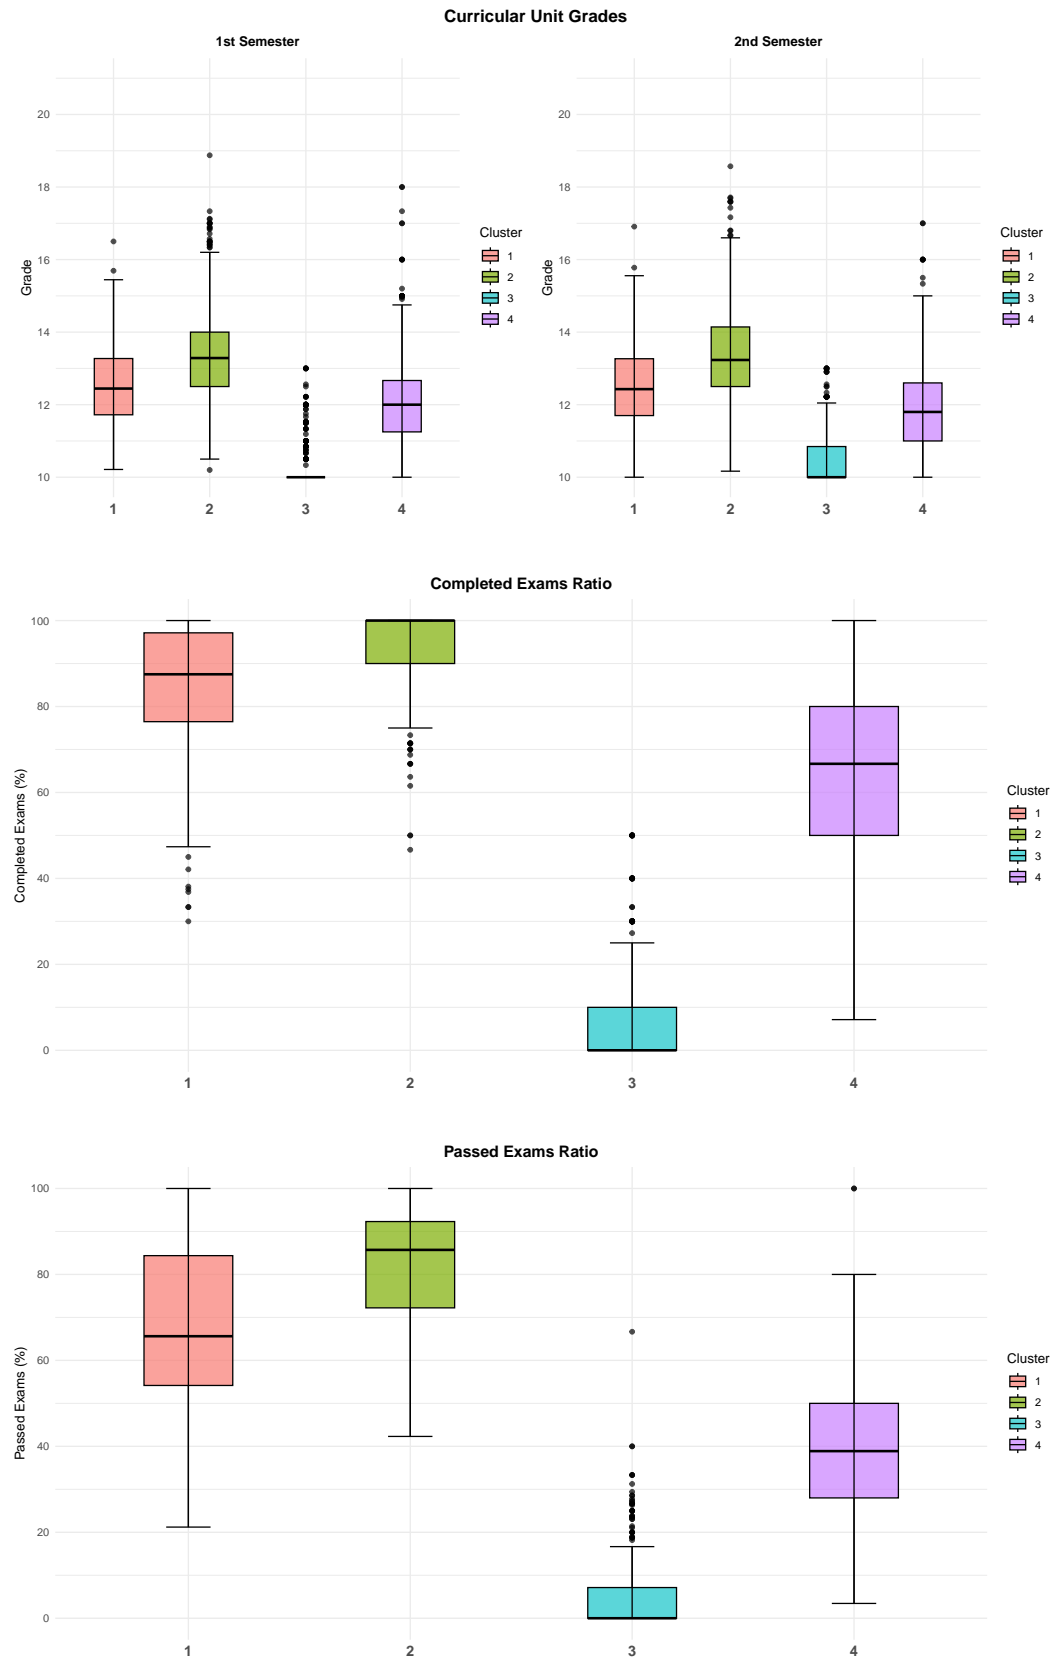 Curricular Unit Grades
1st Semester
2nd Semester
Grade
20
18
16
14
12
10
1 2 3 4
Cluster
1
2
3
4
Grade
20
18
16
14
12
10
1 2 3 4
Cluster
1
2
3
4
Completed Exams Ratio
Completed Exams (%)
100
80
60
40
20
0
1 2 3 4
Cluster
1
2
3
4
Passed Exams Ratio
Passed Exams (%)
100
80
60
40
20
0
1 2 3 4
Cluster
1
2
3
4